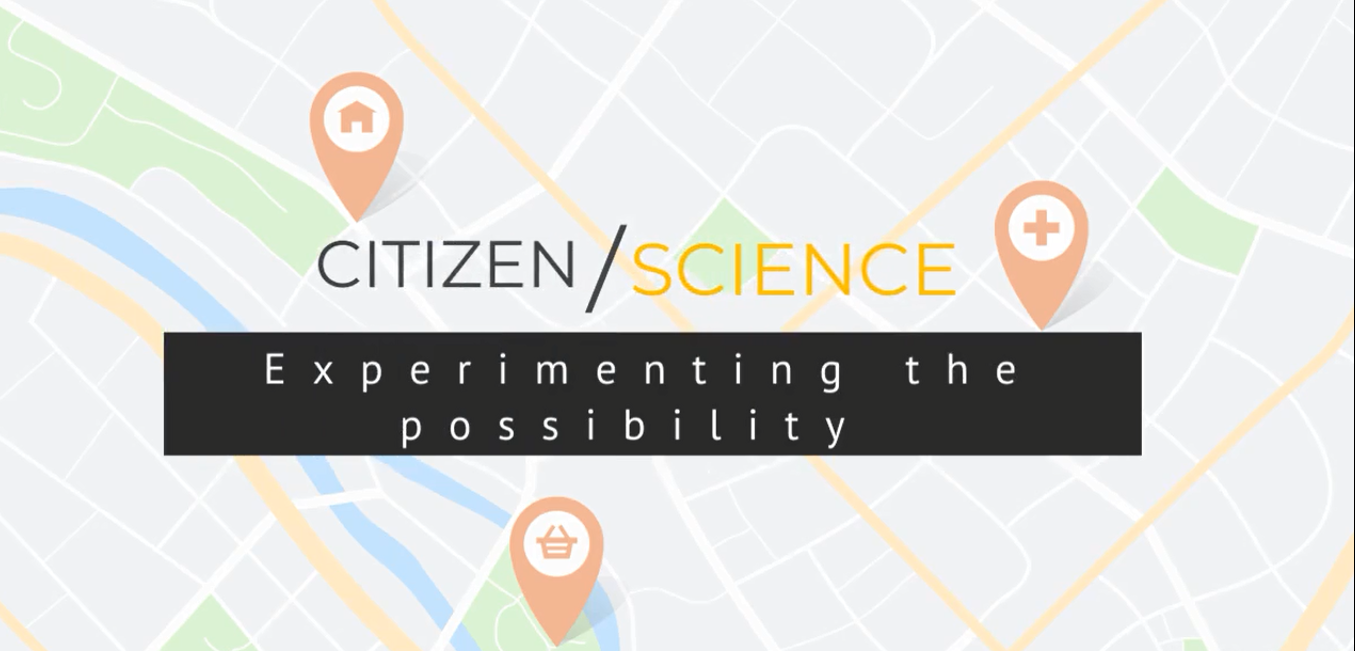 CITIZEN/SCIENCE
Experimenting the
possibility